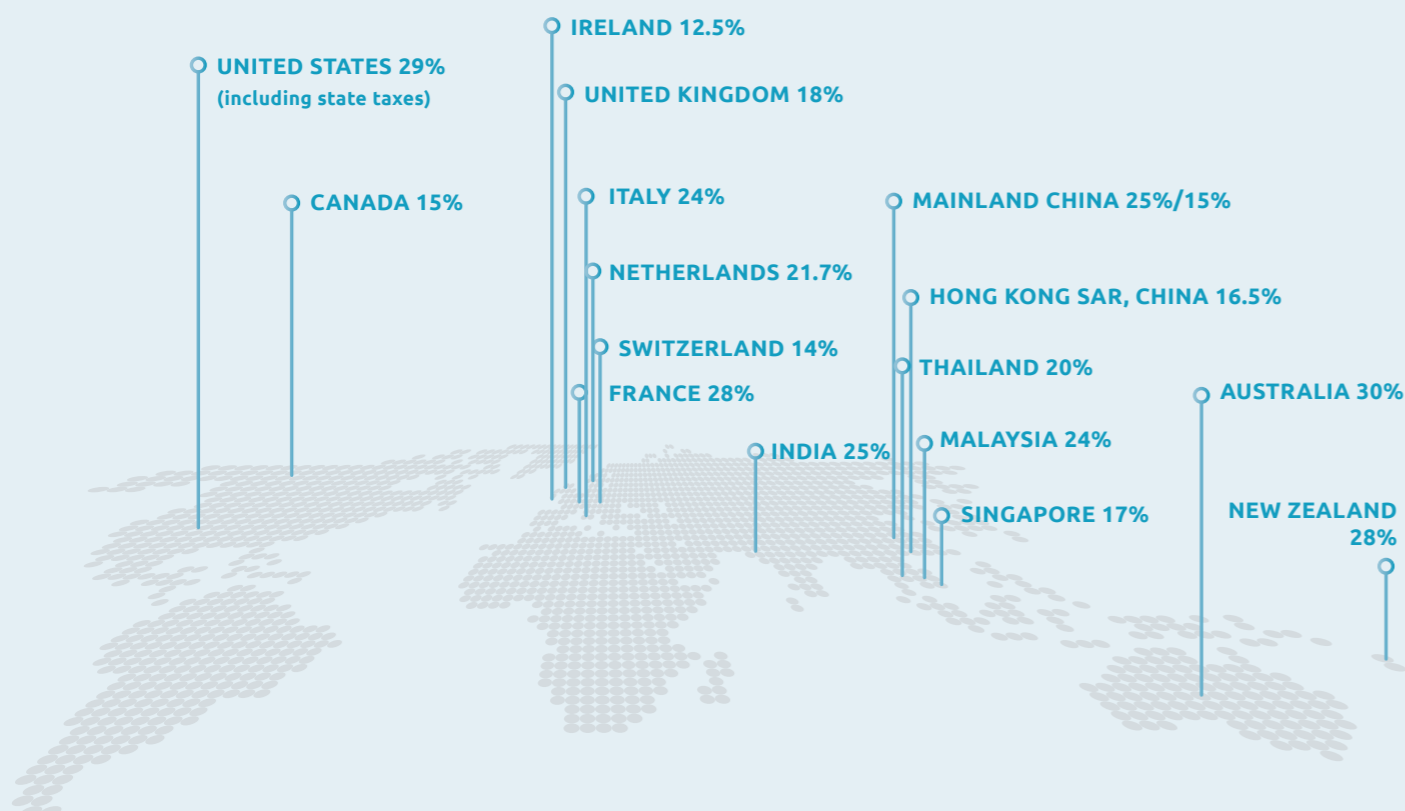 IRELAND 12.5%
UNITED STATES 29%
(including state taxes)
UNITED KINGDOM 18%
ITALY 24%
CANADA 15%
MAINLAND CHINA 25%/15%
NETHERLANDS 21.7%
HONG KONG SAR, CHINA 16.5%
SWITZERLAND 14%
THAILAND 20%
FRANCE 28%
AUSTRALIA 30%
MALAYSIA 24%
INDIA 25%
SINGAPORE 17%
NEW ZEALAND
28%